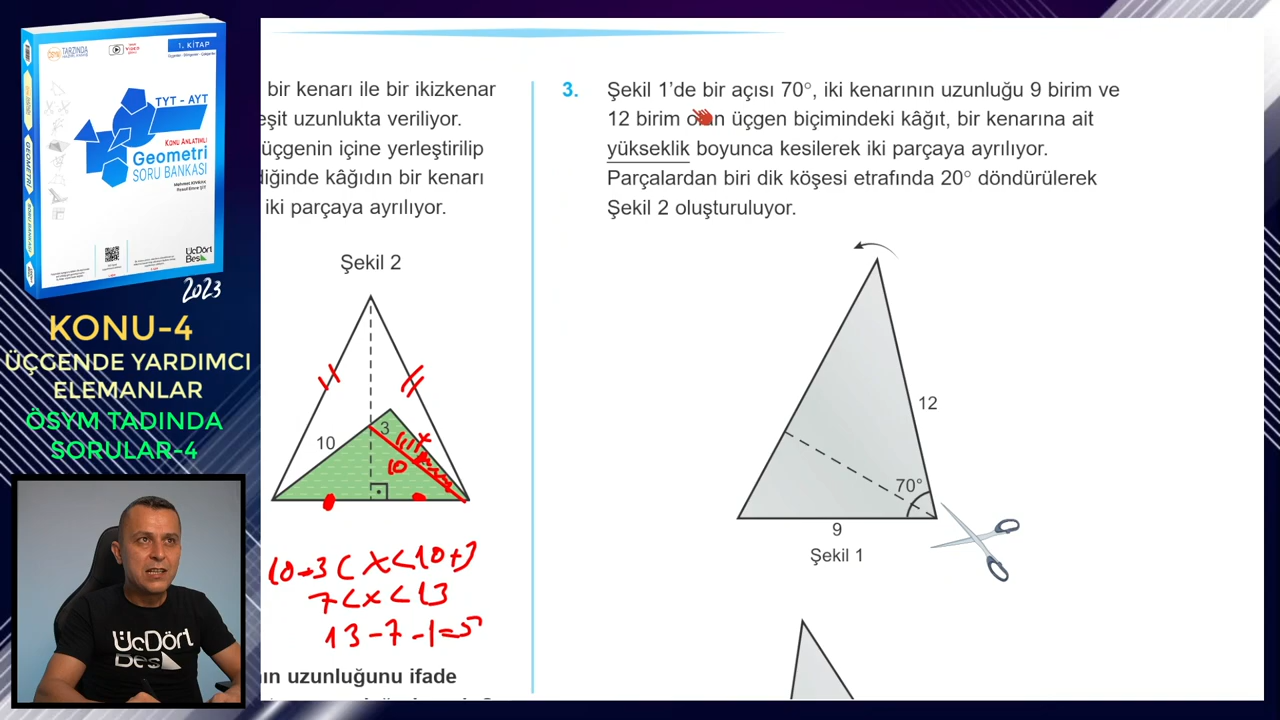 TARZINDA
1. KİTAP
TYT - AYT
KONU ANLATIMLI
Geometri
SORU BANKASI
ÜçDört
Beş
2023
KONU-4
ÜÇGENDE YARDIMCI
ELEMANLAR
ÖSYM TADINDA
SORULAR-4
ÜcDört
Bes
bir kenarı ile bir ikizkenar
eşit uzunlukta veriliyor.
üçgenin içine yerleştirilip
diğinde kâğıdın bir kenarı
iki parçaya ayrılıyor.
Şekil 2
10
3
x
10
10-3<x<10+3
7<x<13
13-7-1=5
ın uzunluğunu ifade
3. Şekil 1'de bir açısı 70°, iki kenarının uzunluğu 9 birim ve
12 birim olan üçgen biçimindeki kâğıt, bir kenarına ait
yükseklik boyunca kesilerek iki parçaya ayrılıyor.
Parçalardan biri dik köşesi etrafında 20° döndürülerek
Şekil 2 oluşturuluyor.
12
70°
9
Şekil 1